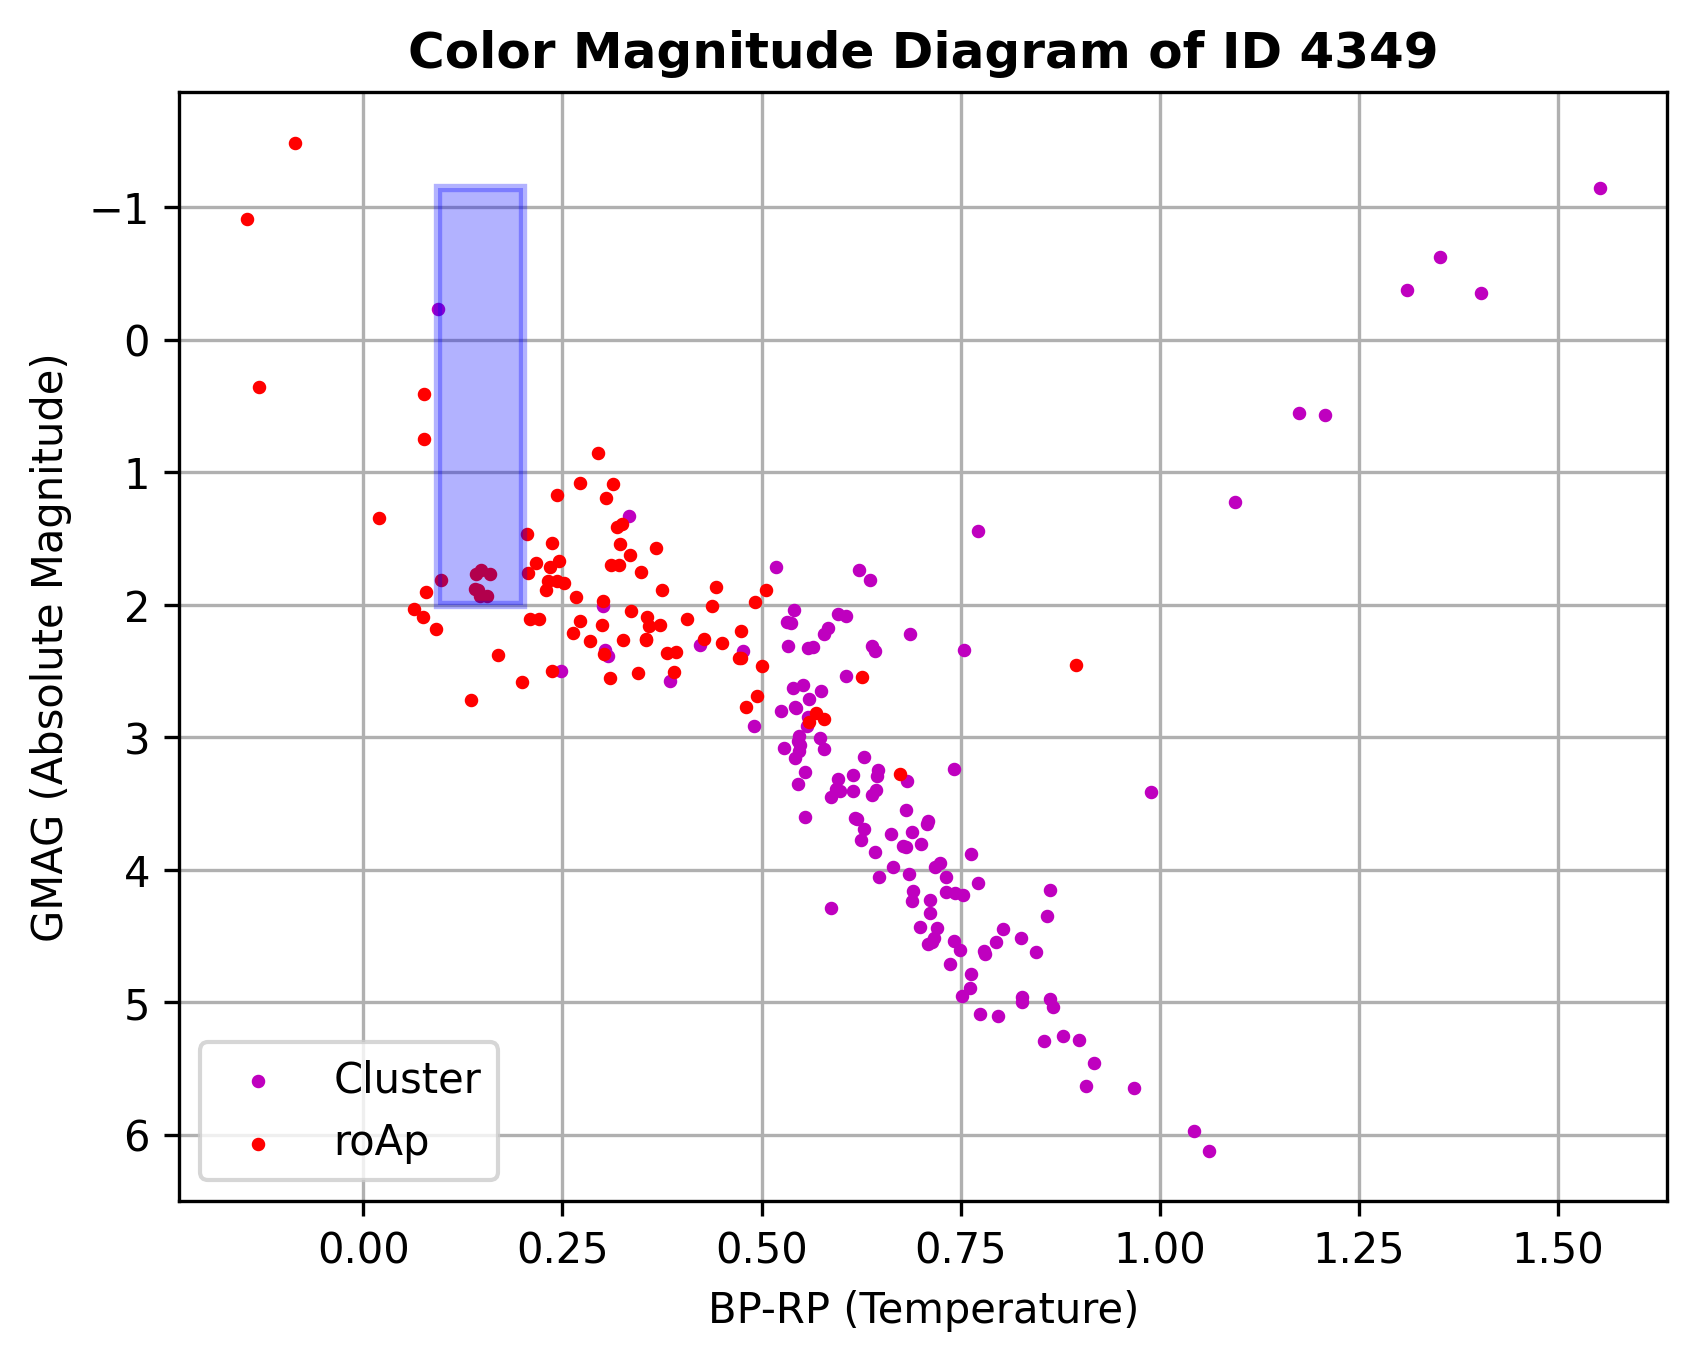 Color Magnitude Diagram of ID 4349
−1
0
1
2
3
4
5
6
GMAG (Absolute Magnitude)
Cluster
roAp
0.00 0.25 0.50 0.75 1.00 1.25 1.50
BP-RP (Temperature)